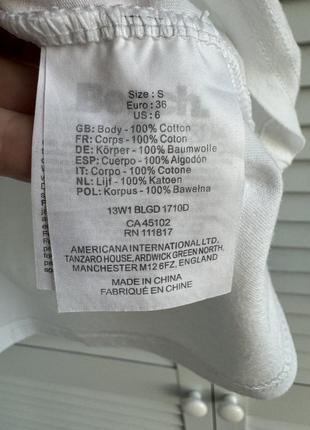 Bench.
Size : S
Euro : 36
US : 6
GB: Body - 100% Cotton
FR: Corps - 100% Coton
DE: Körper - 100% Baumwolle
ESP: Cuerpo - 100% Algodón
IT: Corpo - 100% Cotone
NL: Lijf - 100% Katoen
POL: Korpus - 100% Bawełna
13W1 BLGD 1710D
CA 45102
RN 111817
AMERICANA INTERNATIONAL LTD,
TANZARO HOUSE, ARDWICK GREEN NORTH,
MANCHESTER M12 6FZ, ENGLAND
MADE IN CHINA
FABRIQUÉ EN CHINE